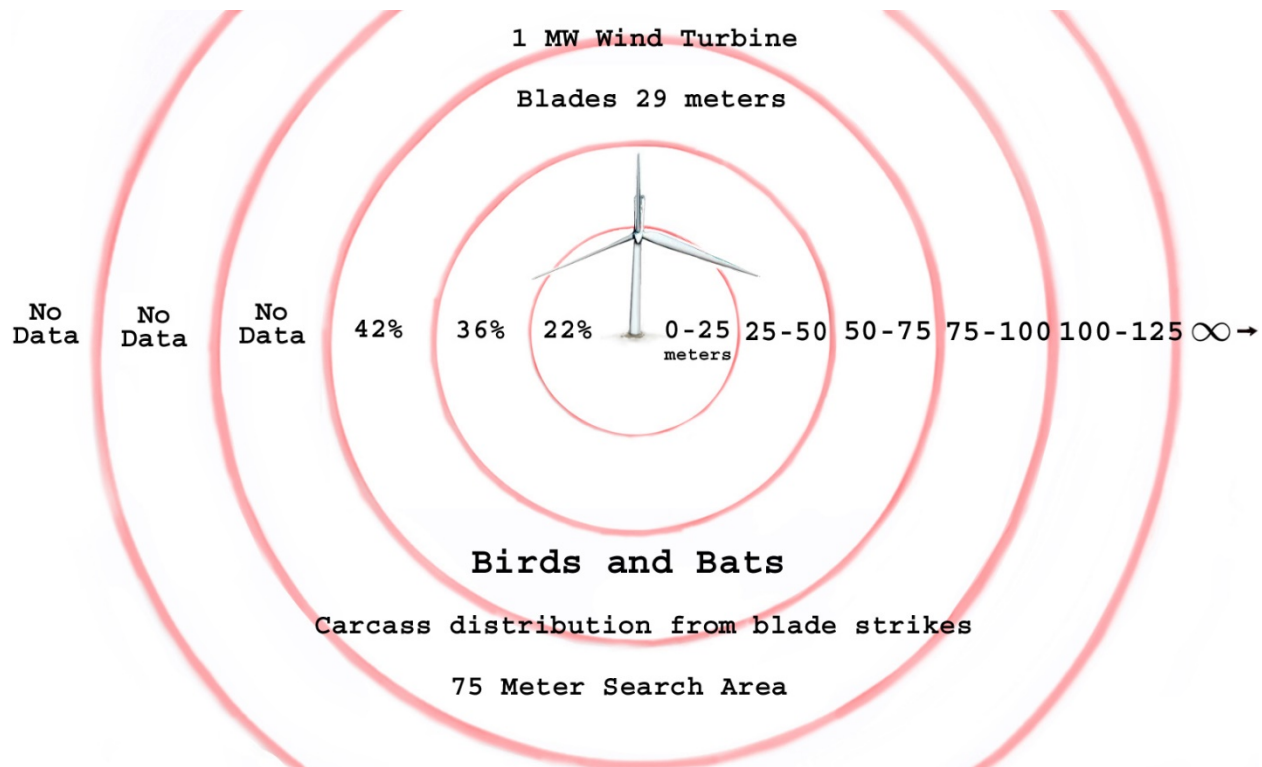 1 MW Wind Turbine
Blades 29 meters
No Data
No Data
No Data
42%
36%
22%
0-25 meters
25-50
50-75
75-100
100-125
∞→
Birds and Bats
Carcass distribution from blade strikes
75 Meter Search Area